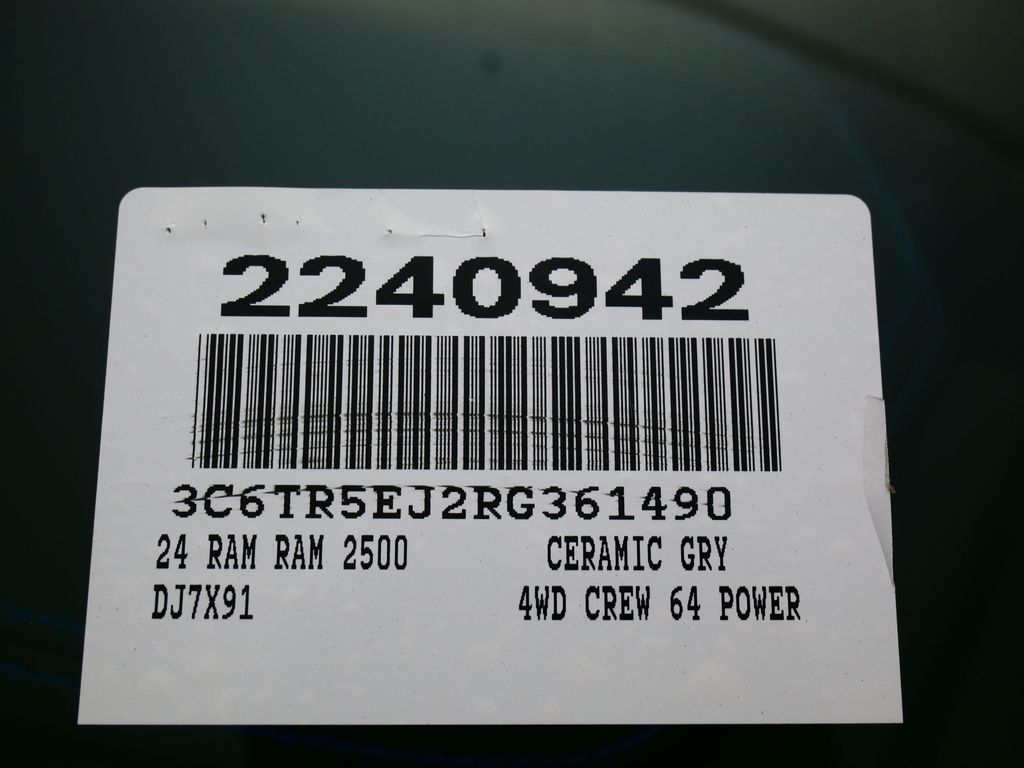 2240942
3C6TR5EJ2RG361490
24 RAM RAM 2500 CERAMIC GRY
DJ7X91 4WD CREW 64 POWER